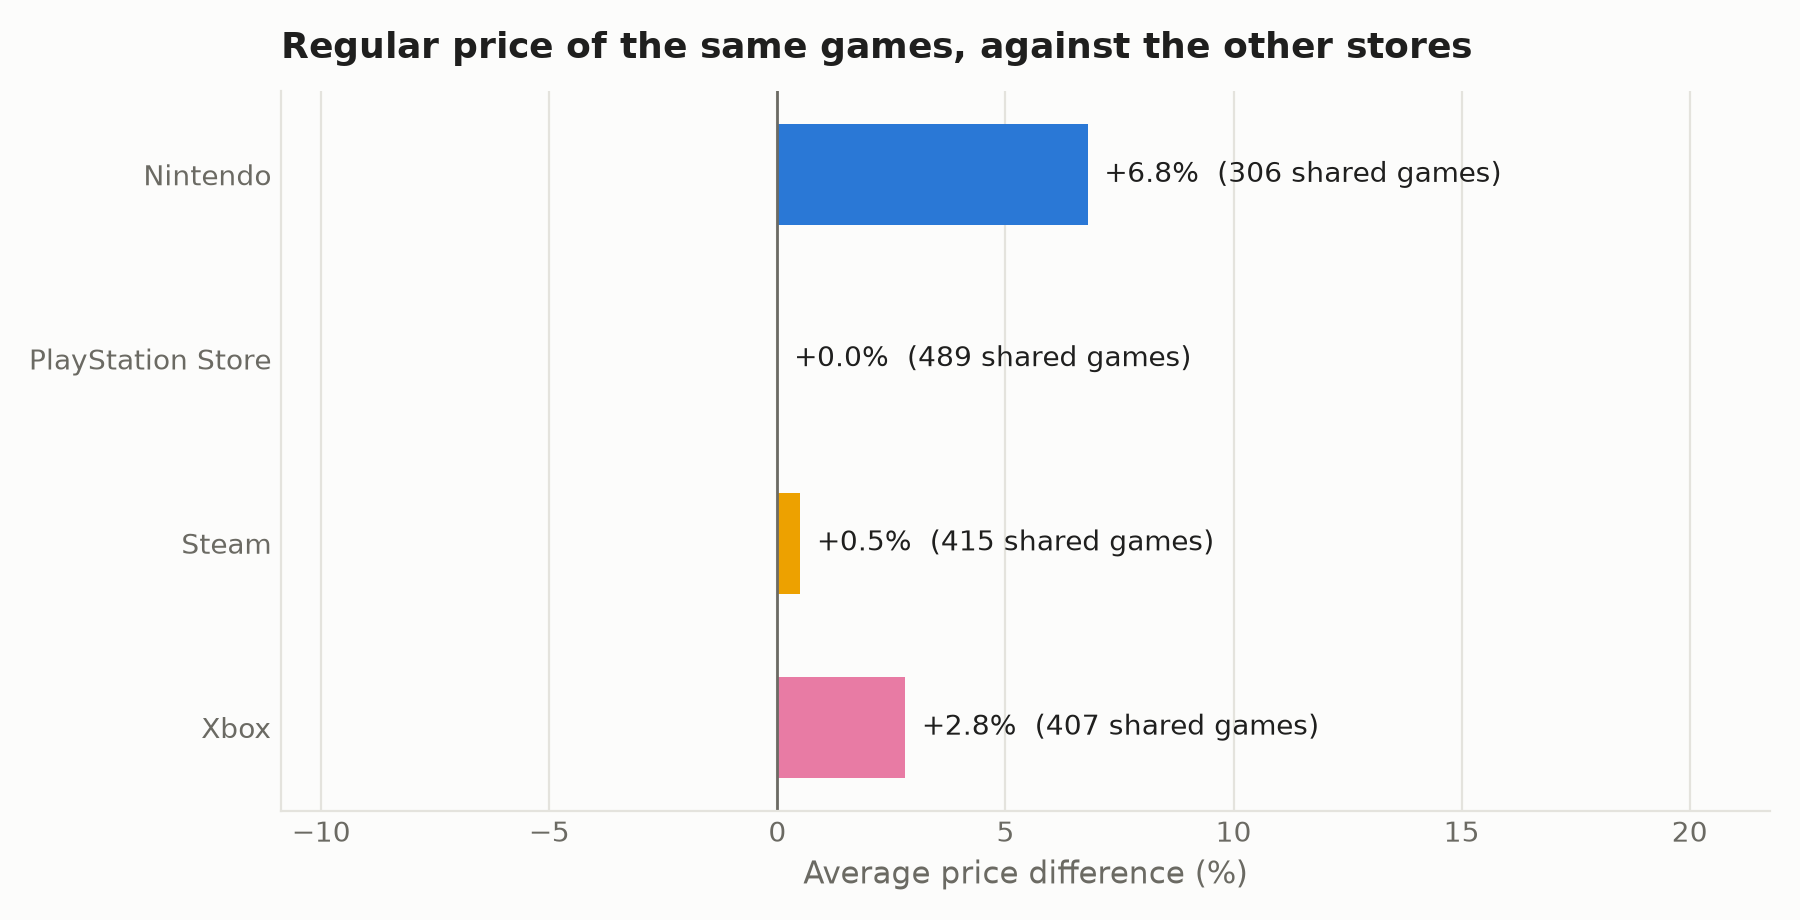 Regular price of the same games, against the other stores
Nintendo
+6.8%  (306 shared games)
PlayStation Store
+0.0%  (489 shared games)
Steam
+0.5%  (415 shared games)
Xbox
+2.8%  (407 shared games)
−10 −5 0 5 10 15 20
Average price difference (%)